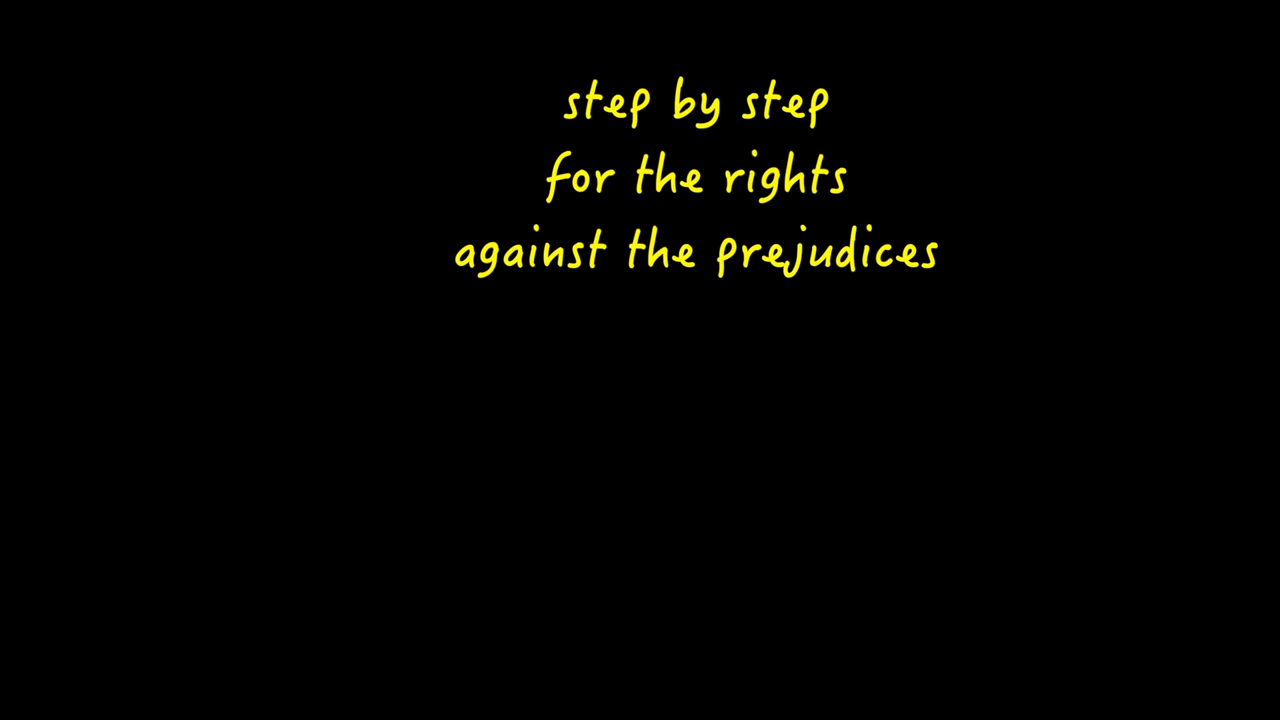 step by step
for the rights
against the prejudices